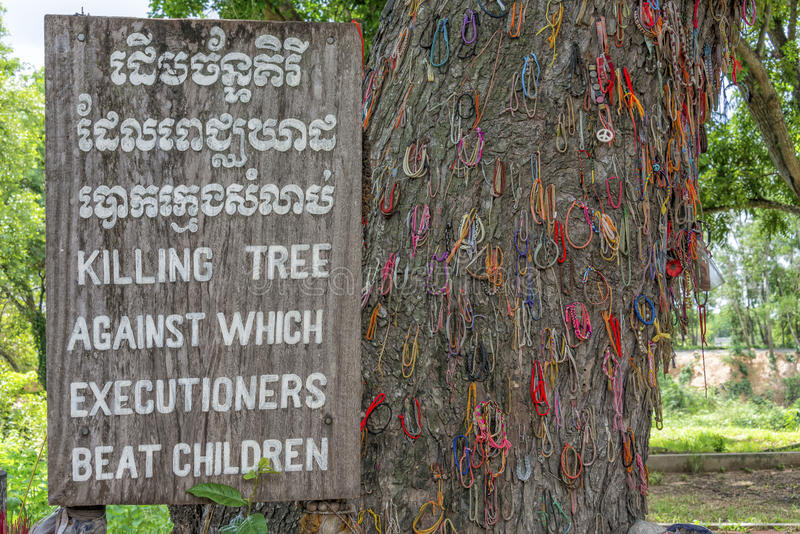 ដើមច័ន្ទគិរី
ដែលពេជ្ឈឃាដ
បោកក្មេងសំលាប់
KILLING TREE
AGAINST WHICH
EXECUTIONERS
BEAT CHILDREN